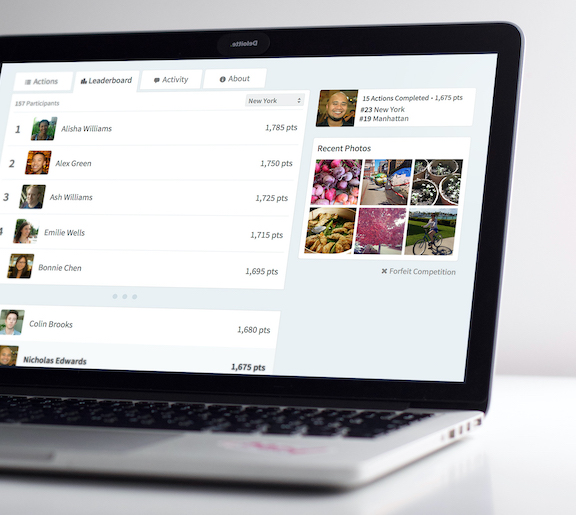 Deloitte.
Actions
Leaderboard
Activity
About
157 Participants
New York
1 Alisha Williams 1,785 pts
2 Alex Green 1,750 pts
3 Ash Williams 1,725 pts
4 Emilie Wells 1,715 pts
Bonnie Chen 1,695 pts
Colin Brooks 1,680 pts
Nicholas Edwards 1,675 pts
15 Actions Completed • 1,675 pts
#23 New York
#19 Manhattan
Recent Photos
✖ Forfeit Competition